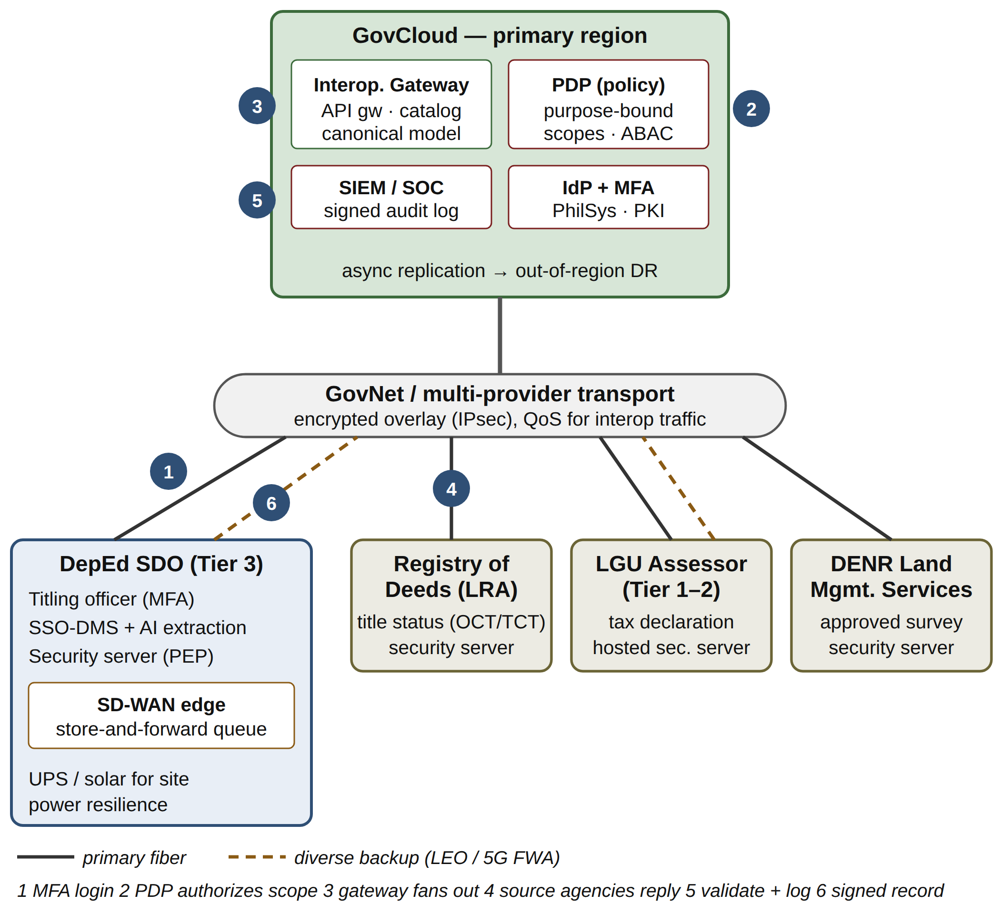 GovCloud — primary region
Interop. Gateway
API gw · catalog
canonical model
PDP (policy)
purpose-bound
scopes · ABAC
3
2
SIEM / SOC
signed audit log
IdP + MFA
PhilSys · PKI
5
async replication → out-of-region DR
GovNet / multi-provider transport
encrypted overlay (IPsec), QoS for interop traffic
1
6
4
DepEd SDO (Tier 3)
Titling officer (MFA)
SSO-DMS + AI extraction
Security server (PEP)
SD-WAN edge
store-and-forward queue
UPS / solar for site
power resilience
Registry of
Deeds (LRA)
title status (OCT/TCT)
security server
LGU Assessor
(Tier 1–2)
tax declaration
hosted sec. server
DENR Land
Mgmt. Services
approved survey
security server
primary fiber
diverse backup (LEO / 5G FWA)
1 MFA login 2 PDP authorizes scope 3 gateway fans out 4 source agencies reply 5 validate + log 6 signed record